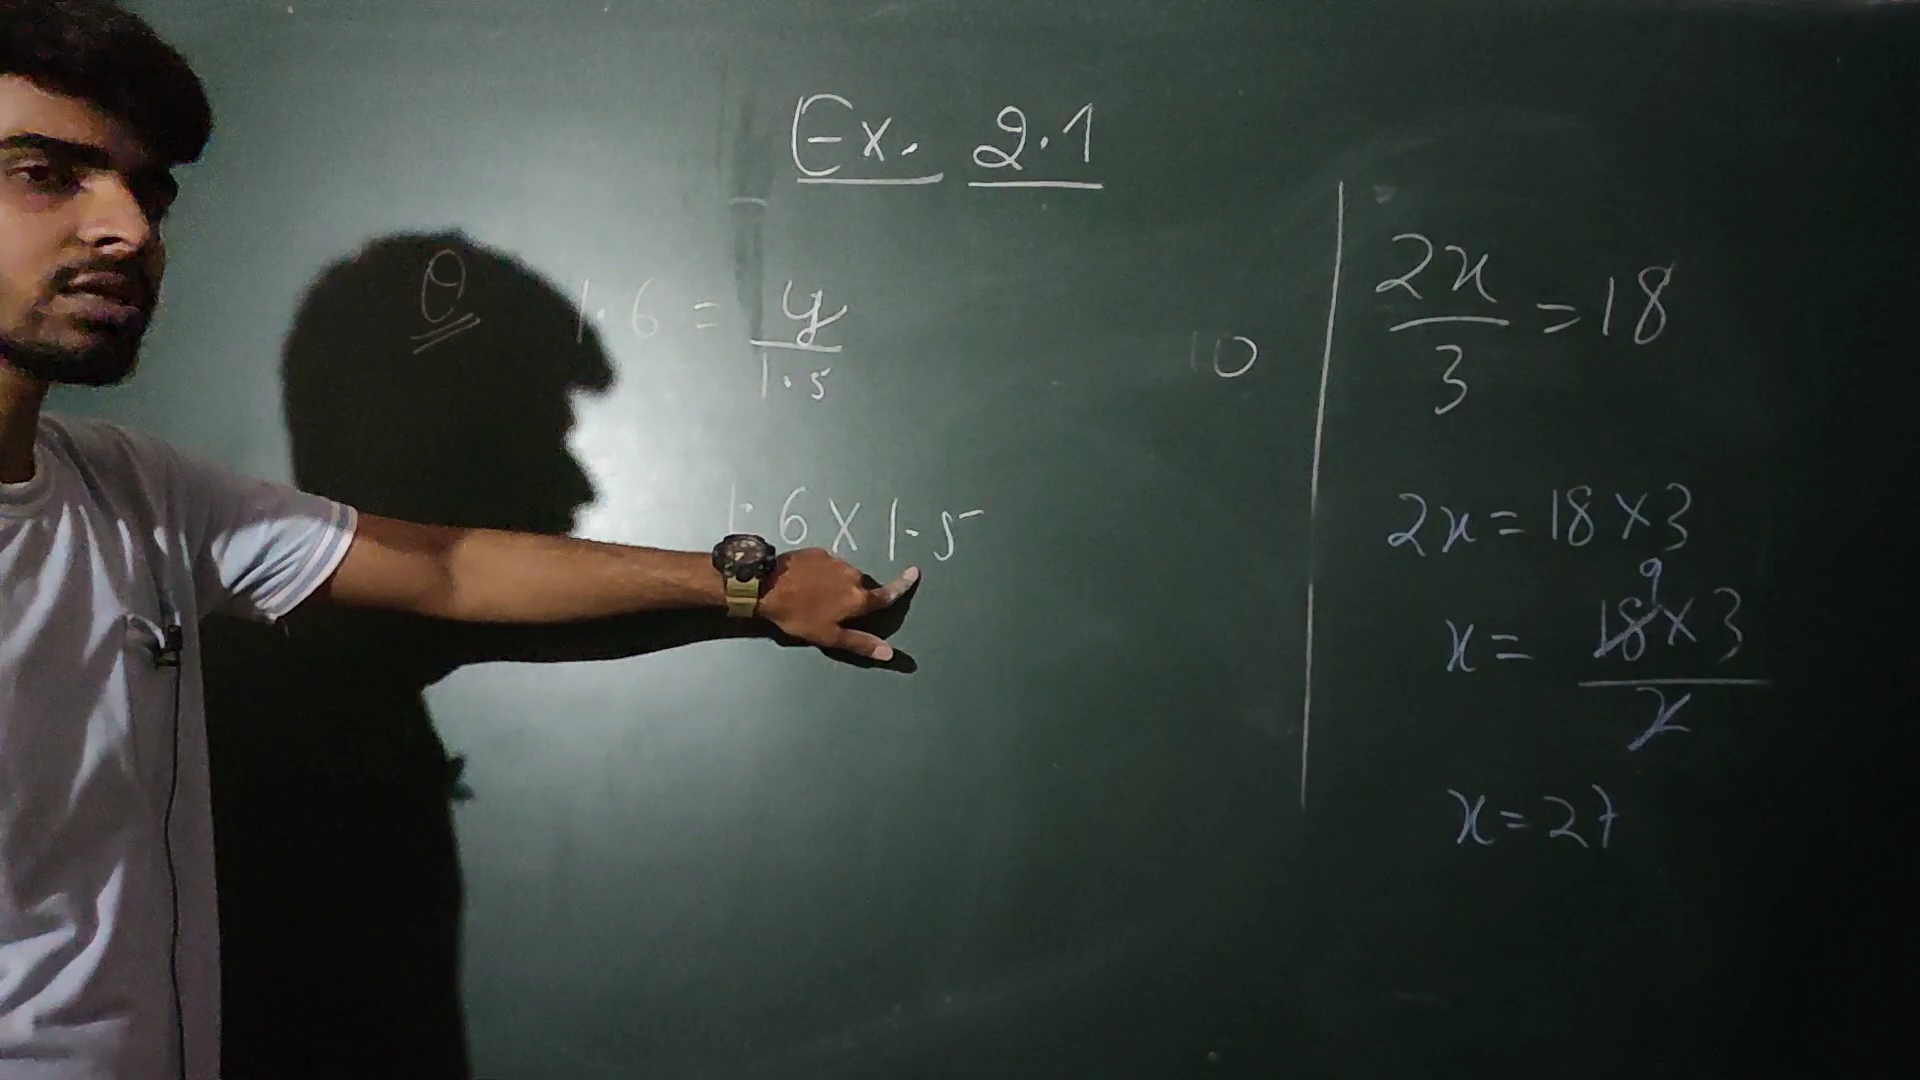 Ex. 2.1
Q 1.6 = y
1.5
1.6 X 1.5
10
2x
= 18
3
2x = 18 X 3
9
x = 18 X 3
2
x = 27